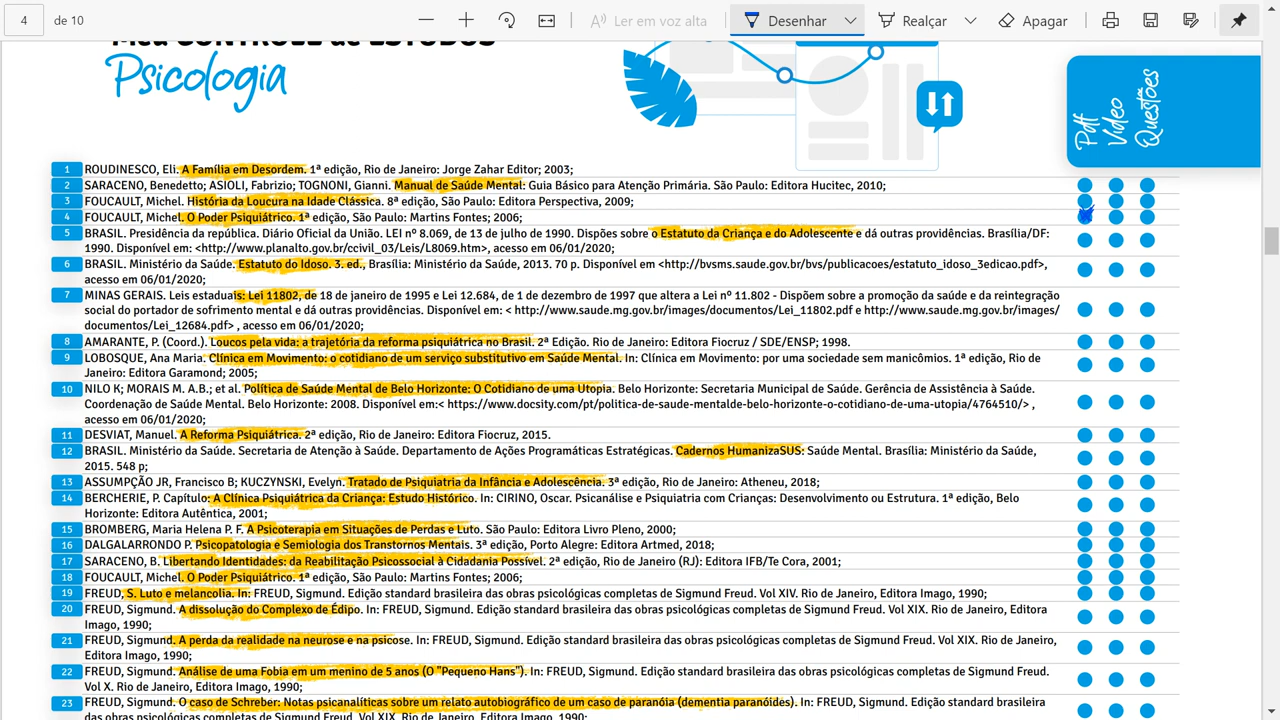 4 de 10 Ler em voz alta Desenhar Realçar Apagar
Meu CONTROLE de ESTUDOS
Psicologia
Pdf
Vídeo
Questões
1 ROUDINESCO, Eli. A Família em Desordem. 1ª edição, Rio de Janeiro: Jorge Zahar Editor; 2003;
2 SARACENO, Benedetto; ASIOLI, Fabrizio; TOGNONI, Gianni. Manual de Saúde Mental: Guia Básico para Atenção Primária. São Paulo: Editora Hucitec, 2010;
3 FOUCAULT, Michel. História da Loucura na Idade Clássica. 8ª edição, São Paulo: Editora Perspectiva, 2009;
4 FOUCAULT, Michel. O Poder Psiquiátrico. 1ª edição, São Paulo: Martins Fontes; 2006;
5 BRASIL. Presidência da república. Diário Oficial da União. LEI nº 8.069, de 13 de julho de 1990. Dispões sobre o Estatuto da Criança e do Adolescente e dá outras providências. Brasília/DF:
1990. Disponível em: <http://www.planalto.gov.br/ccivil_03/Leis/L8069.htm>, acesso em 06/01/2020;
6 BRASIL. Ministério da Saúde. Estatuto do Idoso. 3. ed., Brasília: Ministério da Saúde, 2013. 70 p. Disponível em <http://bvsms.saude.gov.br/bvs/publicacoes/estatuto_idoso_3edicao.pdf>,
acesso em 06/01/2020;
7 MINAS GERAIS. Leis estaduais: Lei 11802, de 18 de janeiro de 1995 e Lei 12.684, de 1 de dezembro de 1997 que altera a Lei nº 11.802 - Dispõem sobre a promoção da saúde e da reintegração
social do portador de sofrimento mental e dá outras providências. Disponível em: < http://www.saude.mg.gov.br/images/documentos/Lei_11802.pdf e http://www.saude.mg.gov.br/images/
documentos/Lei_12684.pdf> , acesso em 06/01/2020;
8 AMARANTE, P. (Coord.). Loucos pela vida: a trajetória da reforma psiquiátrica no Brasil. 2ª Edição. Rio de Janeiro: Editora Fiocruz / SDE/ENSP; 1998.
9 LOBOSQUE, Ana Maria. Clínica em Movimento: o cotidiano de um serviço substitutivo em Saúde Mental. In: Clínica em Movimento: por uma sociedade sem manicômios. 1ª edição, Rio de
Janeiro: Editora Garamond; 2005;
10 NILO K; MORAIS M. A.B.; et al. Política de Saúde Mental de Belo Horizonte: O Cotidiano de uma Utopia. Belo Horizonte: Secretaria Municipal de Saúde. Gerência de Assistência à Saúde.
Coordenação de Saúde Mental. Belo Horizonte: 2008. Disponível em:< https://www.docsity.com/pt/politica-de-saude-mentalde-belo-horizonte-o-cotidiano-de-uma-utopia/4764510/> ,
acesso em 06/01/2020;
11 DESVIAT, Manuel. A Reforma Psiquiátrica. 2ª edição, Rio de Janeiro: Editora Fiocruz, 2015.
12 BRASIL. Ministério da Saúde. Secretaria de Atenção à Saúde. Departamento de Ações Programáticas Estratégicas. Cadernos HumanizaSUS: Saúde Mental. Brasília: Ministério da Saúde,
2015. 548 p;
13 ASSUMPÇÃO JR, Francisco B; KUCZYNSKI, Evelyn. Tratado de Psiquiatria da Infância e Adolescência. 3ª edição, Rio de Janeiro: Atheneu, 2018;
14 BERCHERIE, P. Capítulo: A Clínica Psiquiátrica da Criança: Estudo Histórico. In: CIRINO, Oscar. Psicanálise e Psiquiatria com Crianças: Desenvolvimento ou Estrutura. 1ª edição, Belo
Horizonte: Editora Autêntica, 2001;
15 BROMBERG, Maria Helena P. F. A Psicoterapia em Situações de Perdas e Luto. São Paulo: Editora Livro Pleno, 2000;
16 DALGALARRONDO P. Psicopatologia e Semiologia dos Transtornos Mentais. 3ª edição, Porto Alegre: Editora Artmed, 2018;
17 SARACENO, B. Libertando Identidades: da Reabilitação Psicossocial à Cidadania Possível. 2ª edição, Rio de Janeiro (RJ): Editora IFB/Te Cora, 2001;
18 FOUCAULT, Michel. O Poder Psiquiátrico. 1ª edição, São Paulo: Martins Fontes; 2006;
19 FREUD, S. Luto e melancolia. In: FREUD, Sigmund. Edição standard brasileira das obras psicológicas completas de Sigmund Freud. Vol XIV. Rio de Janeiro, Editora Imago, 1990;
20 FREUD, Sigmund. A dissolução do Complexo de Édipo. In: FREUD, Sigmund. Edição standard brasileira das obras psicológicas completas de Sigmund Freud. Vol XIX. Rio de Janeiro, Editora
Imago, 1990;
21 FREUD, Sigmund. A perda da realidade na neurose e na psicose. In: FREUD, Sigmund. Edição standard brasileira das obras psicológicas completas de Sigmund Freud. Vol XIX. Rio de Janeiro,
Editora Imago, 1990;
22 FREUD, Sigmund. Análise de uma Fobia em um menino de 5 anos (O "Pequeno Hans"). In: FREUD, Sigmund. Edição standard brasileira das obras psicológicas completas de Sigmund Freud.
Vol X. Rio de Janeiro, Editora Imago, 1990;
23 FREUD, Sigmund. O caso de Schreber: Notas psicanalíticas sobre um relato autobiográfico de um caso de paranóia (dementia paranóides). In: FREUD, Sigmund. Edição standard brasileira
das obras psicológicas completas de Sigmund Freud. Vol XIX. Rio de Janeiro, Editora Imago, 1990;